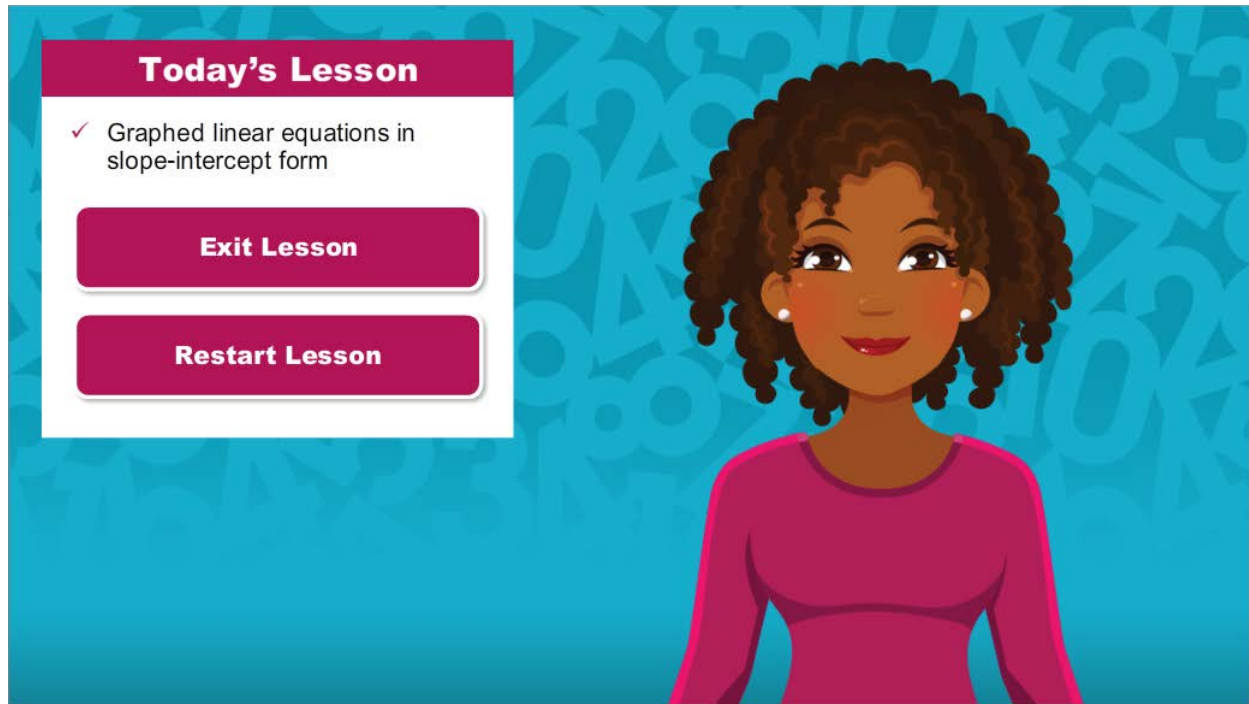 Today’s Lesson
✓ Graphed linear equations in
slope-intercept form
Exit Lesson
Restart Lesson